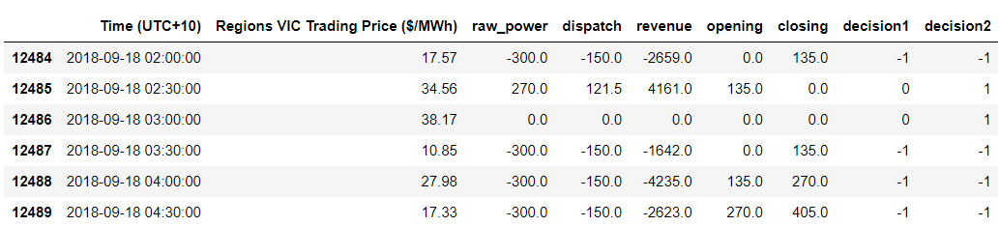 Time (UTC+10) Regions VIC Trading Price ($/MWh) raw_power dispatch revenue opening closing decision1 decision2
12484 2018-09-18 02:00:00 17.57 -300.0 -150.0 -2659.0 0.0 135.0 -1 -1
12485 2018-09-18 02:30:00 34.56 270.0 121.5 4161.0 135.0 0.0 0 1
12486 2018-09-18 03:00:00 38.17 0.0 0.0 0.0 0.0 0.0 0 1
12487 2018-09-18 03:30:00 10.85 -300.0 -150.0 -1642.0 0.0 135.0 -1 -1
12488 2018-09-18 04:00:00 27.98 -300.0 -150.0 -4235.0 135.0 270.0 -1 -1
12489 2018-09-18 04:30:00 17.33 -300.0 -150.0 -2623.0 270.0 405.0 -1 -1